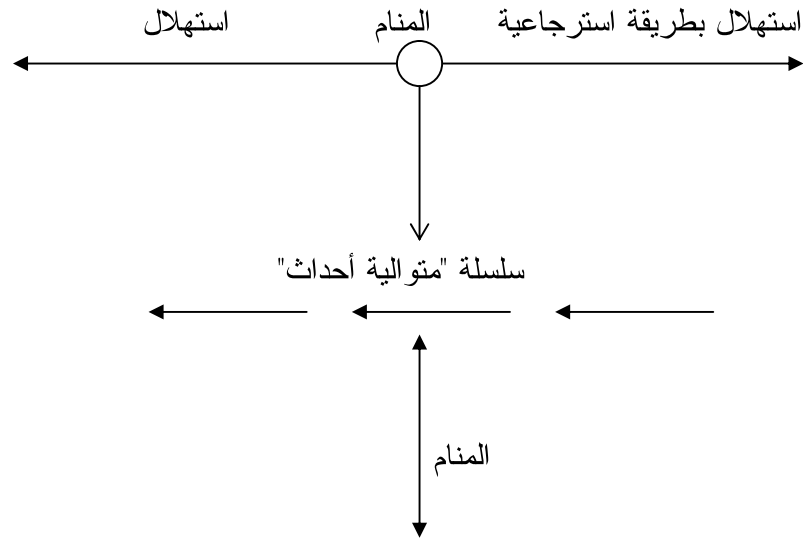 استهلال بطريقة استرجاعية
المنام
استهلال
سلسلة "متوالية أحداث"
المنام